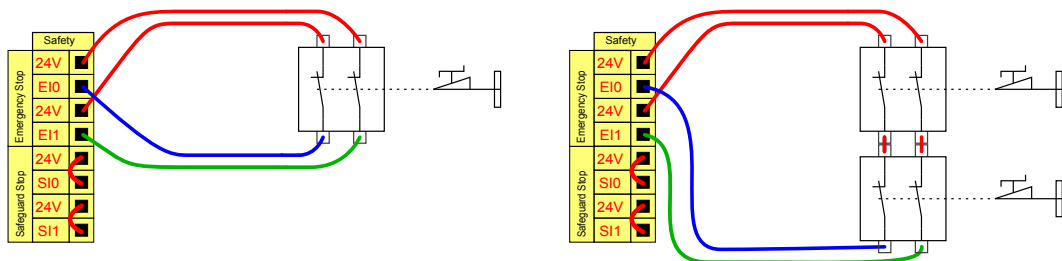 Safety
Emergency Stop
24V
EI0
24V
EI1
Safeguard Stop
24V
SI0
24V
SI1
Safety
Emergency Stop
24V
EI0
24V
EI1
Safeguard Stop
24V
SI0
24V
SI1